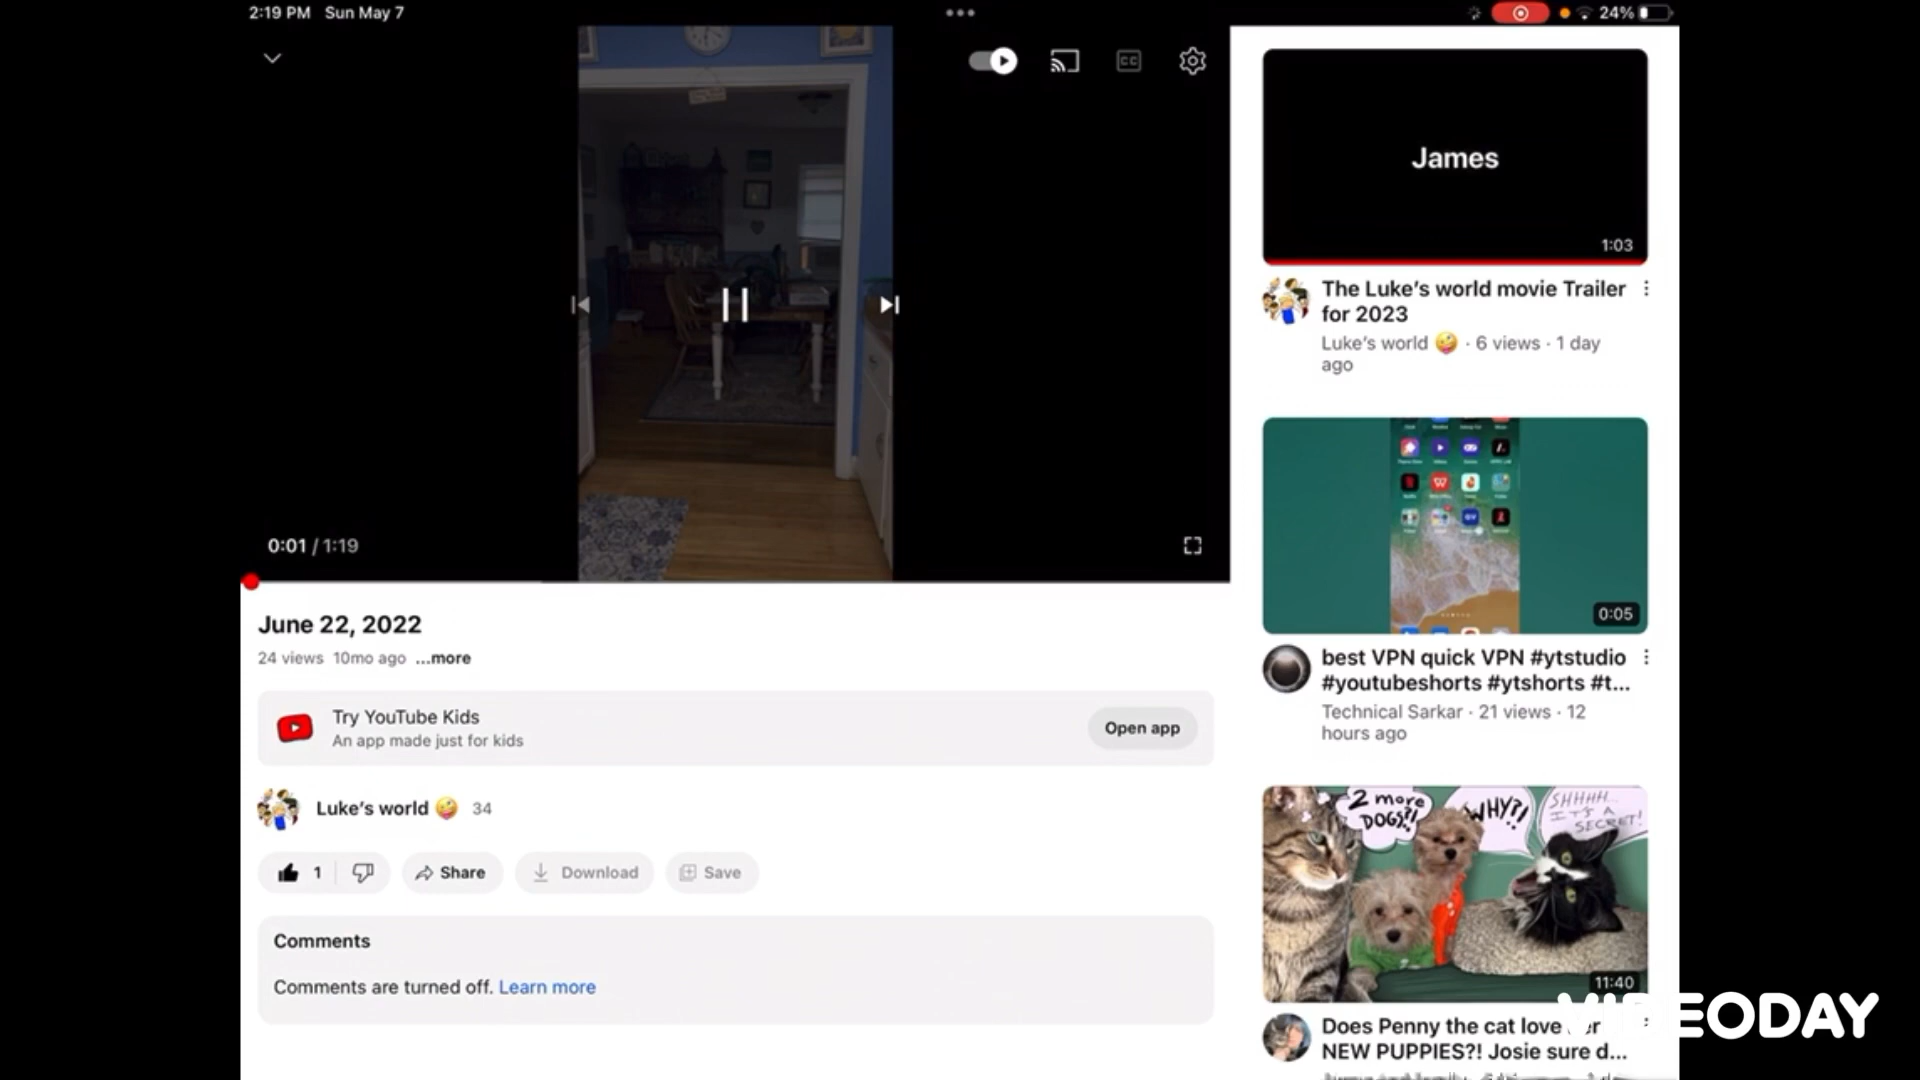 2:19 PM Sun May 7
24%
CC
0:01 / 1:19
June 22, 2022
24 views 10mo ago ...more
Try YouTube Kids
An app made just for kids
Open app
Luke's world 🤪 34
1
Share
Download
Save
Comments
Comments are turned off. Learn more
James
1:03
The Luke's world movie Trailer
for 2023
Luke's world 🤪 · 6 views · 1 day
ago
0:05
best VPN quick VPN #ytstudio
#youtubeshorts #ytshorts #t...
Technical Sarkar · 21 views · 12
hours ago
2 more
DOGS?!
WHY?!
SHHHH...
IT'S A
SECRET!
11:40
Does Penny the cat love
NEW PUPPIES?! Josie sure d...
VIDEODAY